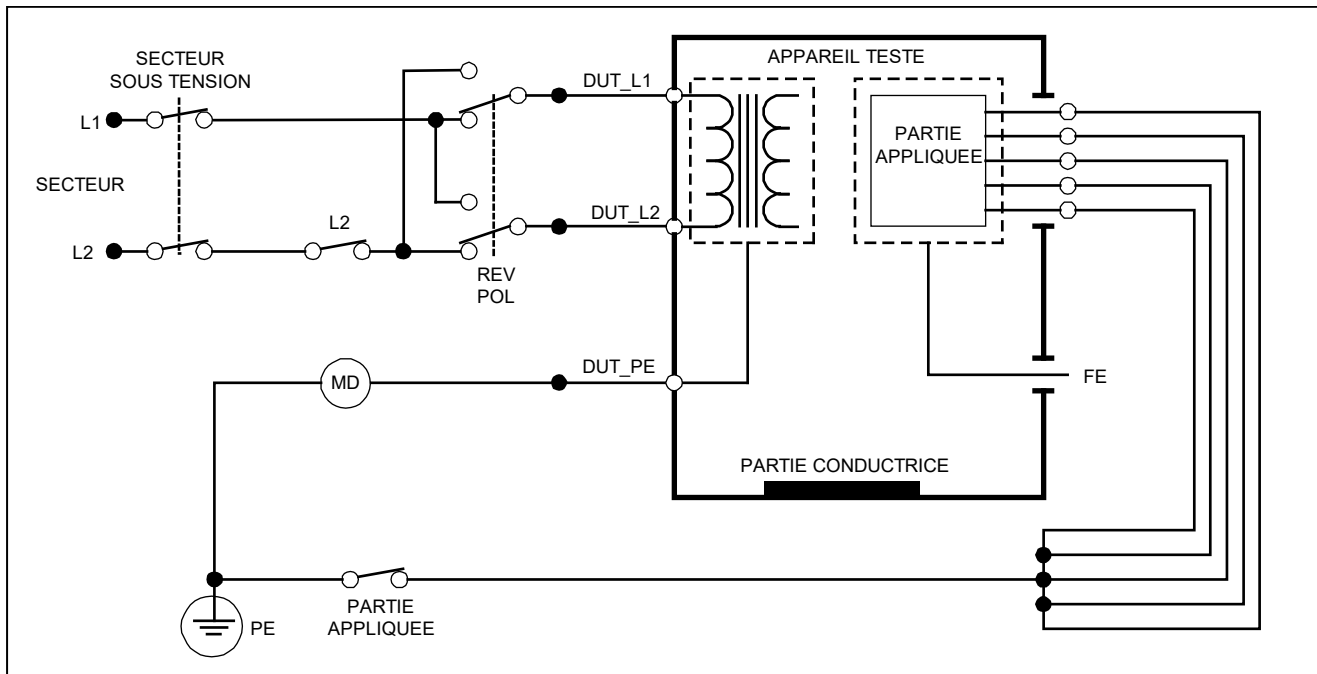 SECTEUR
SOUS TENSION
L1
SECTEUR
L2
L2
REV
POL
DUT_L1
DUT_L2
APPAREIL TESTE
PARTIE
APPLIQUEE
MD
DUT_PE
FE
PARTIE CONDUCTRICE
PE
PARTIE
APPLIQUEE